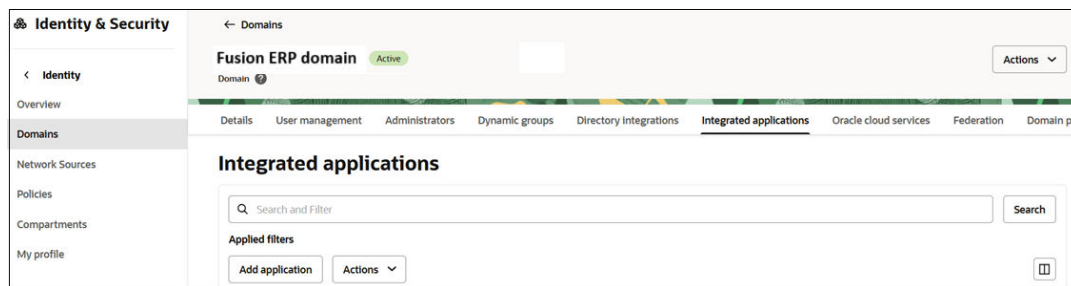 Identity & Security
Identity
Overview
Domains
Network Sources
Policies
Compartments
My profile
← Domains
Fusion ERP domain Active
Domain ?
Actions
Details User management Administrators Dynamic groups Directory Integrations Integrated applications Oracle cloud services Federation Domain p
Integrated applications
Search and Filter Search
Applied filters
Add application Actions